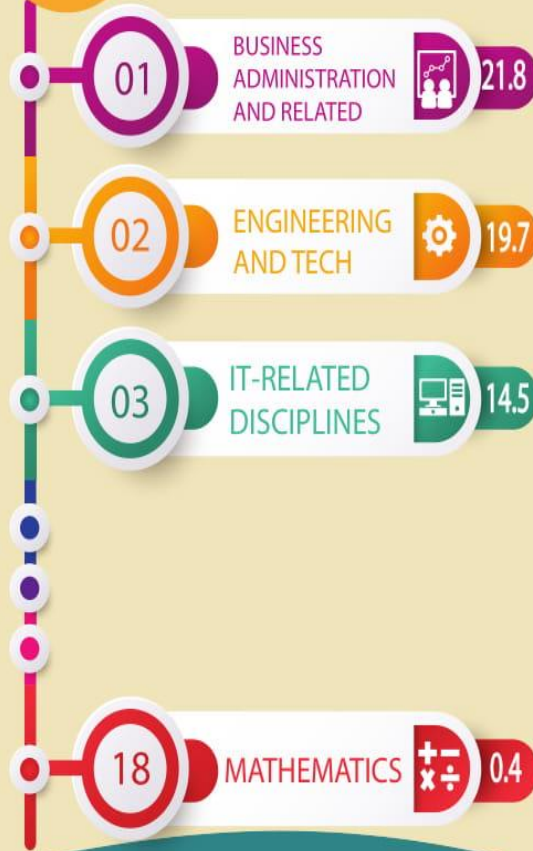 01
BUSINESS
ADMINISTRATION
AND RELATED
21.8
02
ENGINEERING
AND TECH
19.7
03
IT-RELATED
DISCIPLINES
14.5
18
MATHEMATICS
0.4